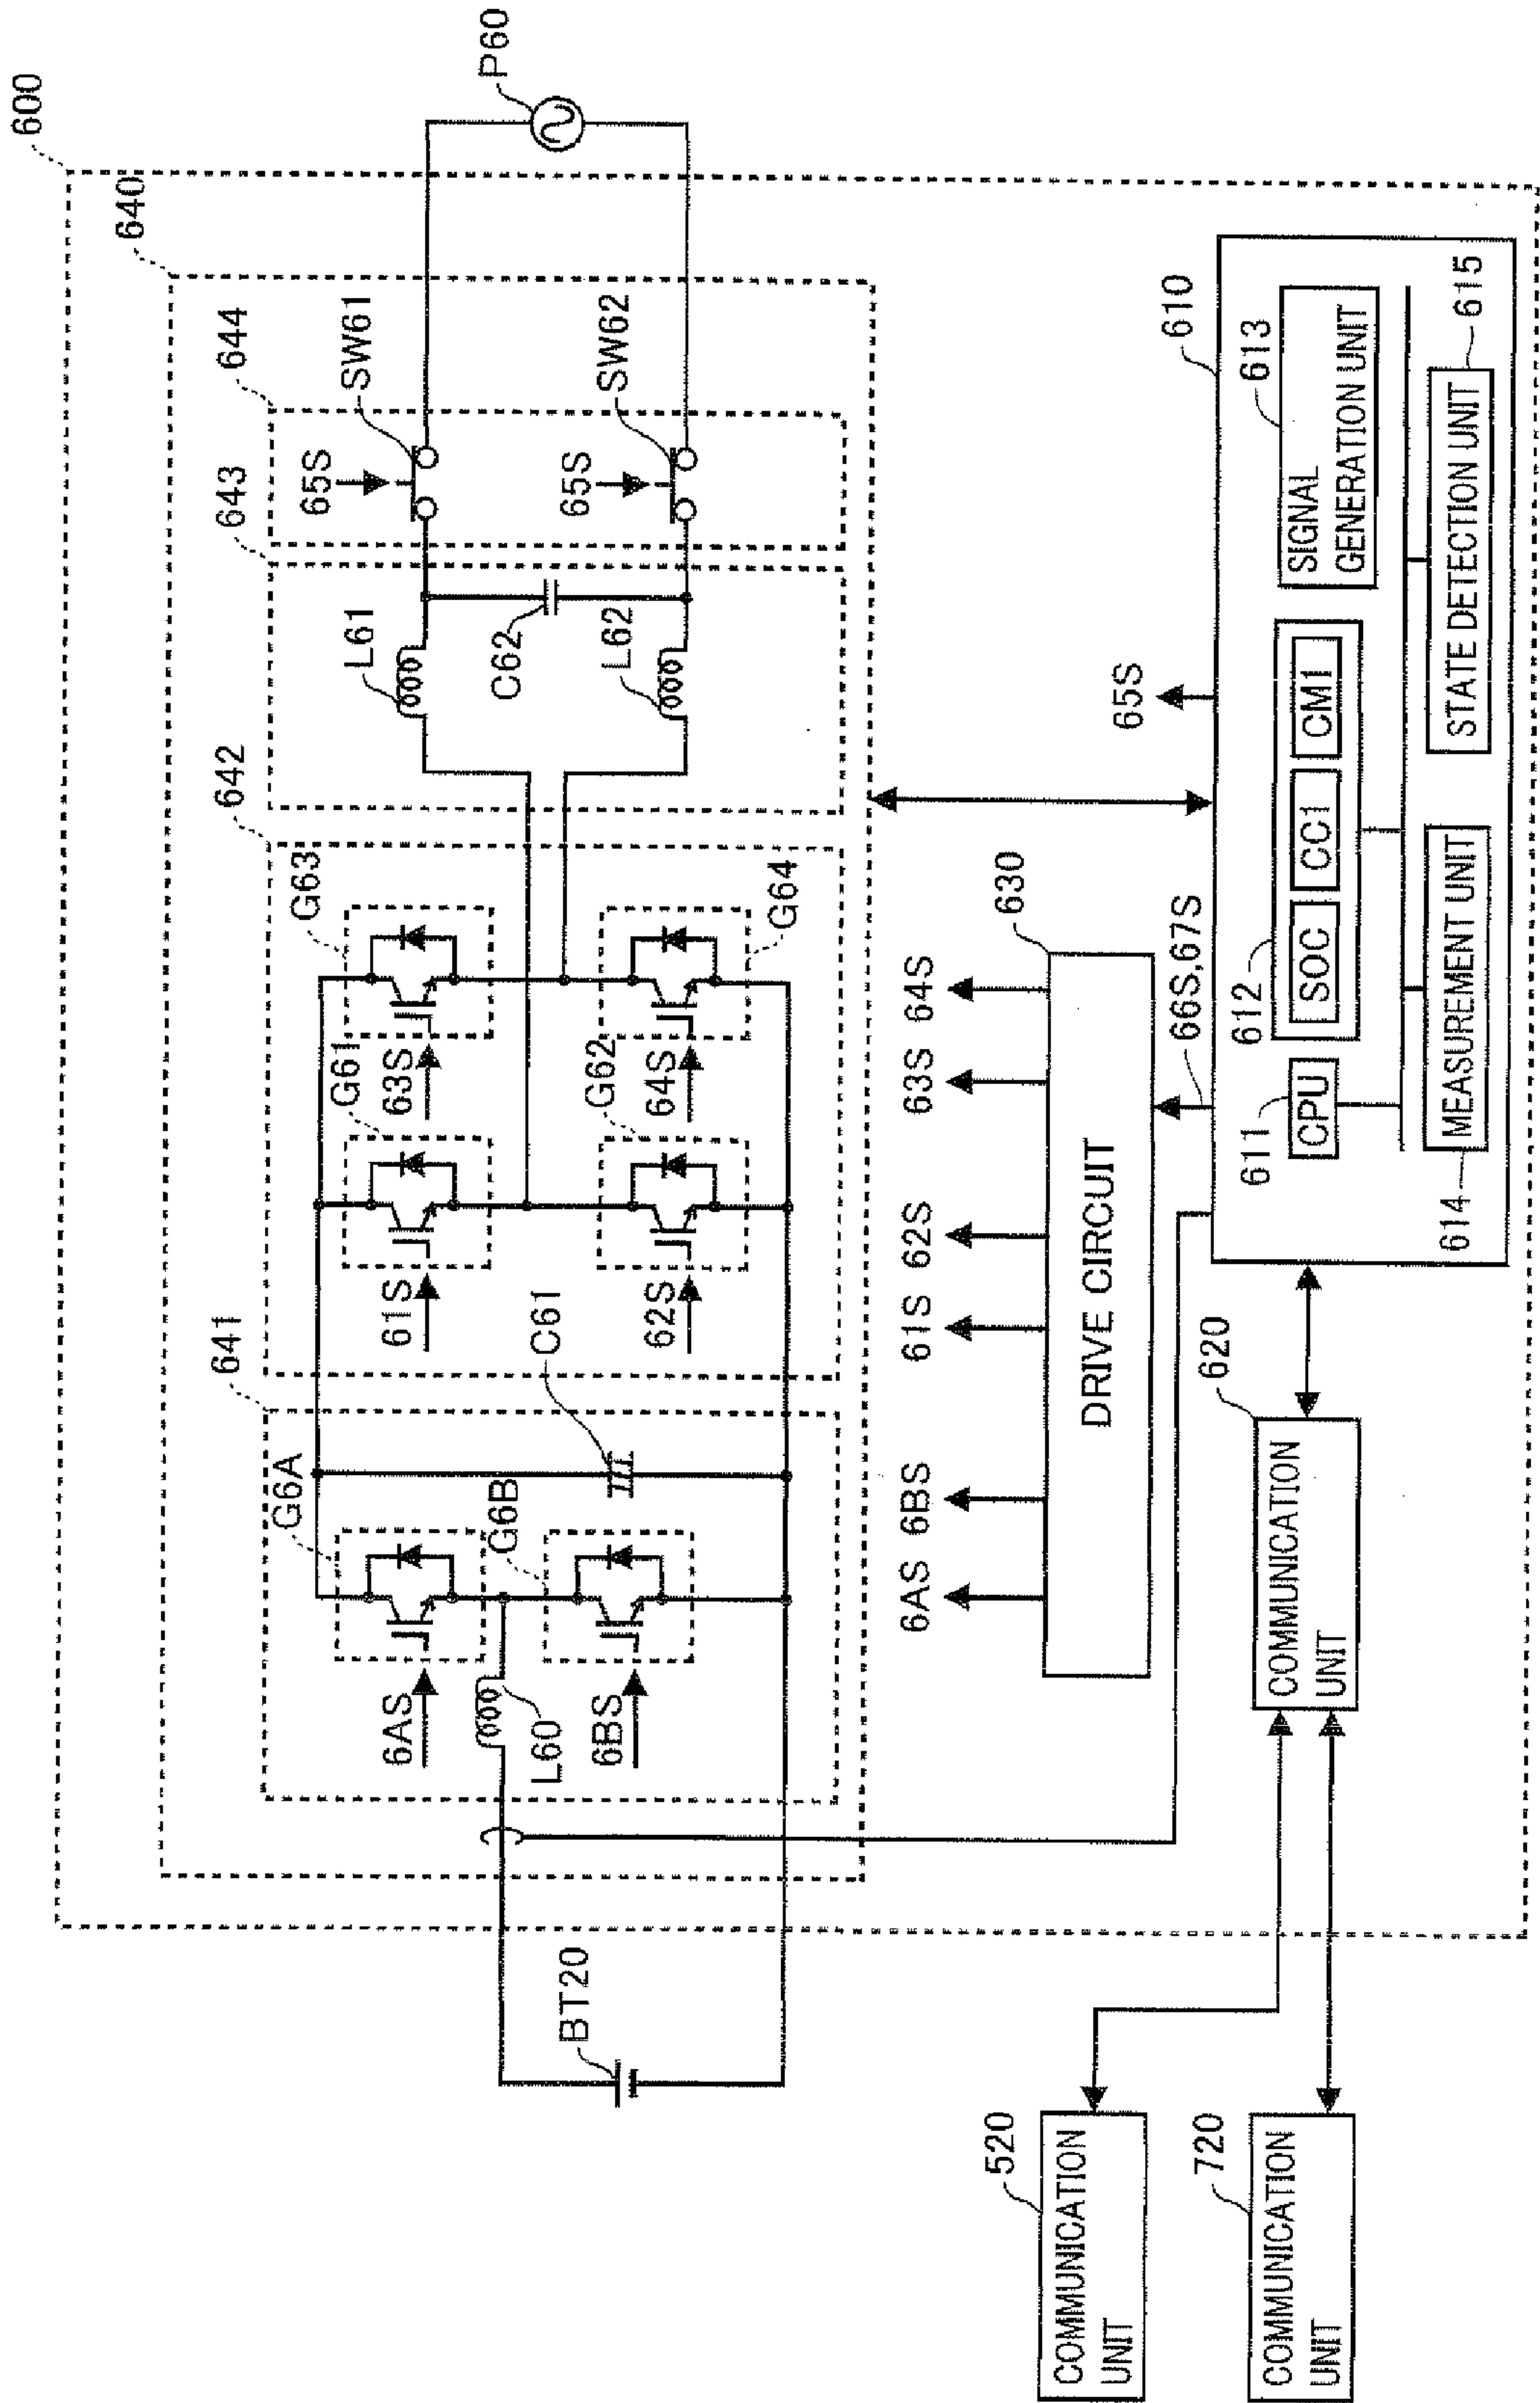 600
640
641
642
643
644
G6A
G61
G63
6AS
61S
63S
L61
65S
SW61
P60
BT20
L60
G6B
C61
G62
G64
C62
6BS
62S
64S
L62
65S
SW62
6AS
6BS
61S
62S
63S
64S
630
65S
DRIVE CIRCUIT
66S,67S
610
520
COMMUNICATION
UNIT
720
COMMUNICATION
UNIT
620
COMMUNICATION
UNIT
611
CPU
612
SOC
CC1
CM1
613
SIGNAL
GENERATION UNIT
614
MEASUREMENT UNIT
STATE DETECTION UNIT
615